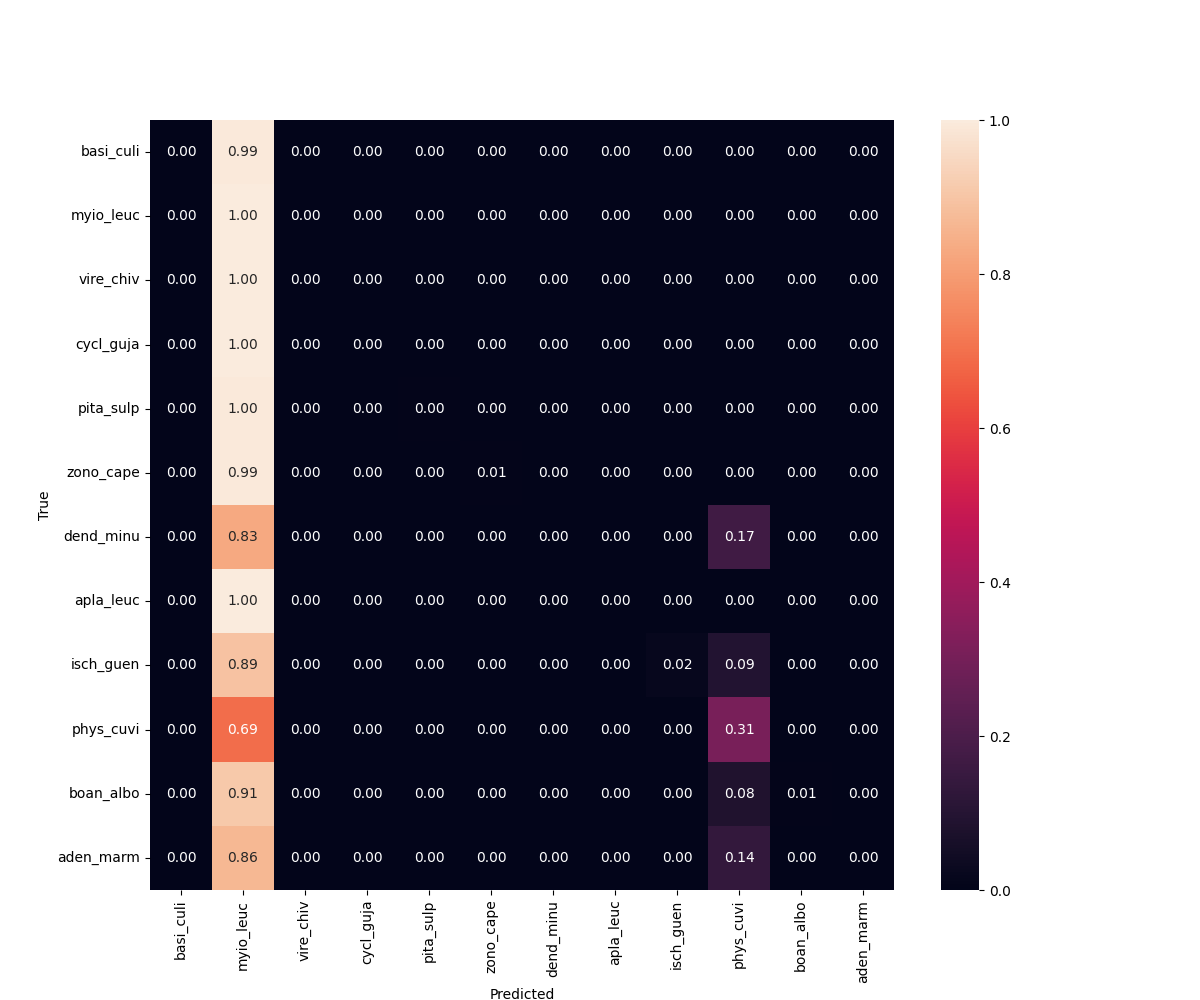 basi_culi 0.00 0.99 0.00 0.00 0.00 0.00 0.00 0.00 0.00 0.00 0.00 0.00
myio_leuc 0.00 1.00 0.00 0.00 0.00 0.00 0.00 0.00 0.00 0.00 0.00 0.00
vire_chiv 0.00 1.00 0.00 0.00 0.00 0.00 0.00 0.00 0.00 0.00 0.00 0.00
cycl_guja 0.00 1.00 0.00 0.00 0.00 0.00 0.00 0.00 0.00 0.00 0.00 0.00
pita_sulp 0.00 1.00 0.00 0.00 0.00 0.00 0.00 0.00 0.00 0.00 0.00 0.00
zono_cape 0.00 0.99 0.00 0.00 0.00 0.01 0.00 0.00 0.00 0.00 0.00 0.00
dend_minu 0.00 0.83 0.00 0.00 0.00 0.00 0.00 0.00 0.00 0.17 0.00 0.00
apla_leuc 0.00 1.00 0.00 0.00 0.00 0.00 0.00 0.00 0.00 0.00 0.00 0.00
isch_guen 0.00 0.89 0.00 0.00 0.00 0.00 0.00 0.00 0.02 0.09 0.00 0.00
phys_cuvi 0.00 0.69 0.00 0.00 0.00 0.00 0.00 0.00 0.00 0.31 0.00 0.00
boan_albo 0.00 0.91 0.00 0.00 0.00 0.00 0.00 0.00 0.00 0.08 0.01 0.00
aden_marm 0.00 0.86 0.00 0.00 0.00 0.00 0.00 0.00 0.00 0.14 0.00 0.00
True
basi_culi
myio_leuc
vire_chiv
cycl_guja
pita_sulp
zono_cape
dend_minu
apla_leuc
isch_guen
phys_cuvi
boan_albo
aden_marm
Predicted
1.0
0.8
0.6
0.4
0.2
0.0